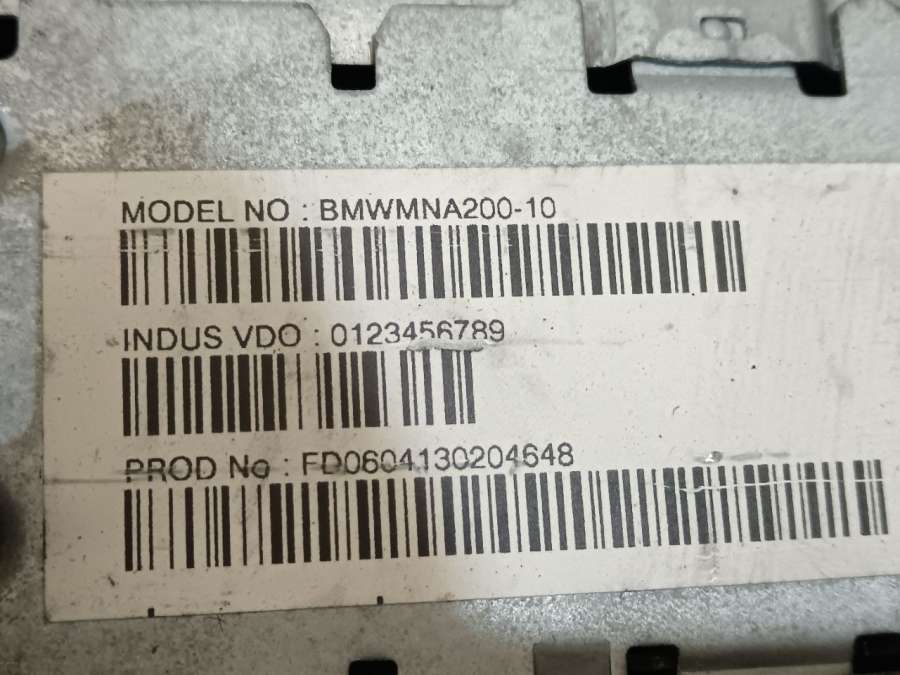 MODEL NO : BMWMNA200-10
INDUS VDO : 0123456789
PROD No : FD0604130204648